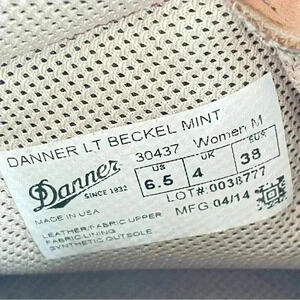 DANNER LT BECKEL MINT
30437 Women M
Danner
SINCE 1932
US UK EUR
6.5 4 38
LOT#:0038777
MADE IN USA
MFG 04/14
LEATHER/FABRIC UPPER
FABRIC LINING
SYNTHETIC OUTSOLE